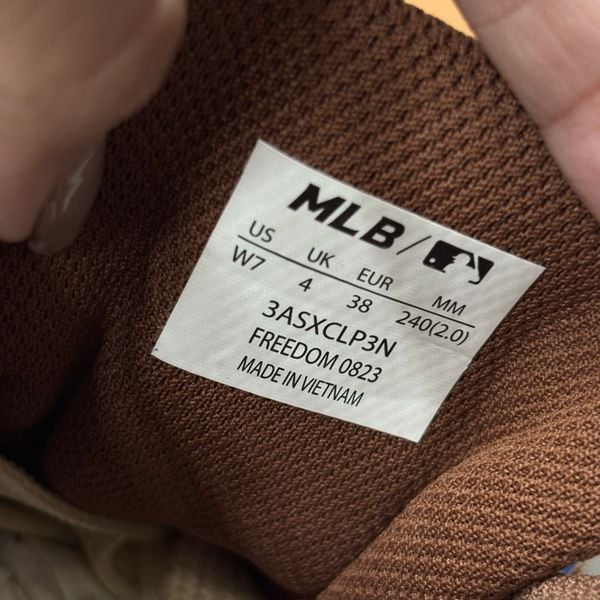 MLB/
US UK EUR MM
W7 4 38 240(2.0)
3ASXCLP3N
FREEDOM 0823
MADE IN VIETNAM